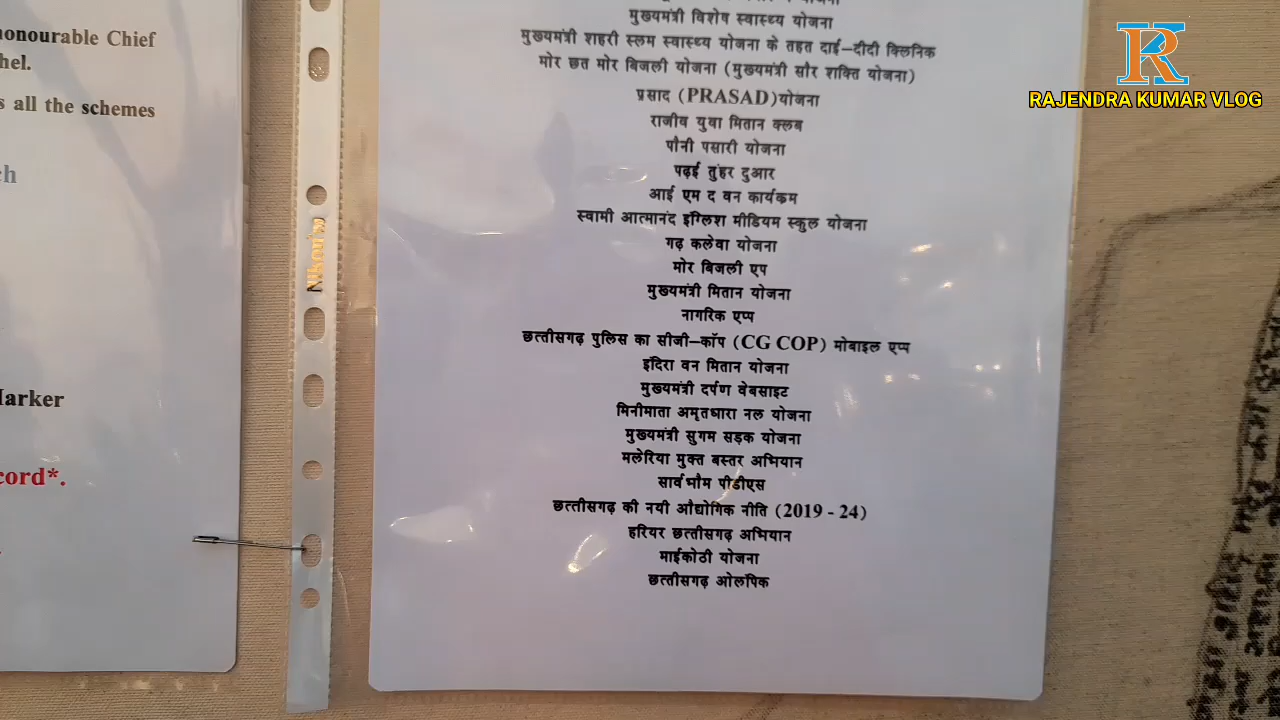 honourable Chief
hel.
s all the schemes
ch
Marker
cord*.
Nikon's
मुख्यमंत्री विशेष स्वास्थ्य योजना
मुख्यमंत्री शहरी स्लम स्वास्थ्य योजना के तहत दाई–दीदी क्लिनिक
मोर छत मोर बिजली योजना (मुख्यमंत्री सौर शक्ति योजना)
प्रसाद (PRASAD)योजना
राजीव युवा मितान क्लब
पौनी पसारी योजना
पढ़ई तुंहर दुआर
आई एम द वन कार्यकम
स्वामी आत्मानंद इंग्लिश मीडियम स्कुल योजना
गढ़ कलेवा योजना
मोर बिजली एप
मुख्यमंत्री मितान योजना
नागरिक एप्प
छत्तीसगढ़ पुलिस का सीजी–कॉप (CG COP) मोबाइल एप्प
इंदिरा वन मितान योजना
मुख्यमंत्री दर्पण वेबसाइट
मिनीमाता अमृतधारा नल योजना
मुख्यमंत्री सुगम सड़क योजना
मलेरिया मुक्त बस्तर अभियान
सार्वभौम पीडीएस
छत्तीसगढ़ की नयी औद्योगिक नीति (2019 - 24)
हरियर छत्तीसगढ़ अभियान
माईकोठी योजना
छत्तीसगढ़ ओलंपिक
RAJENDRA KUMAR VLOG